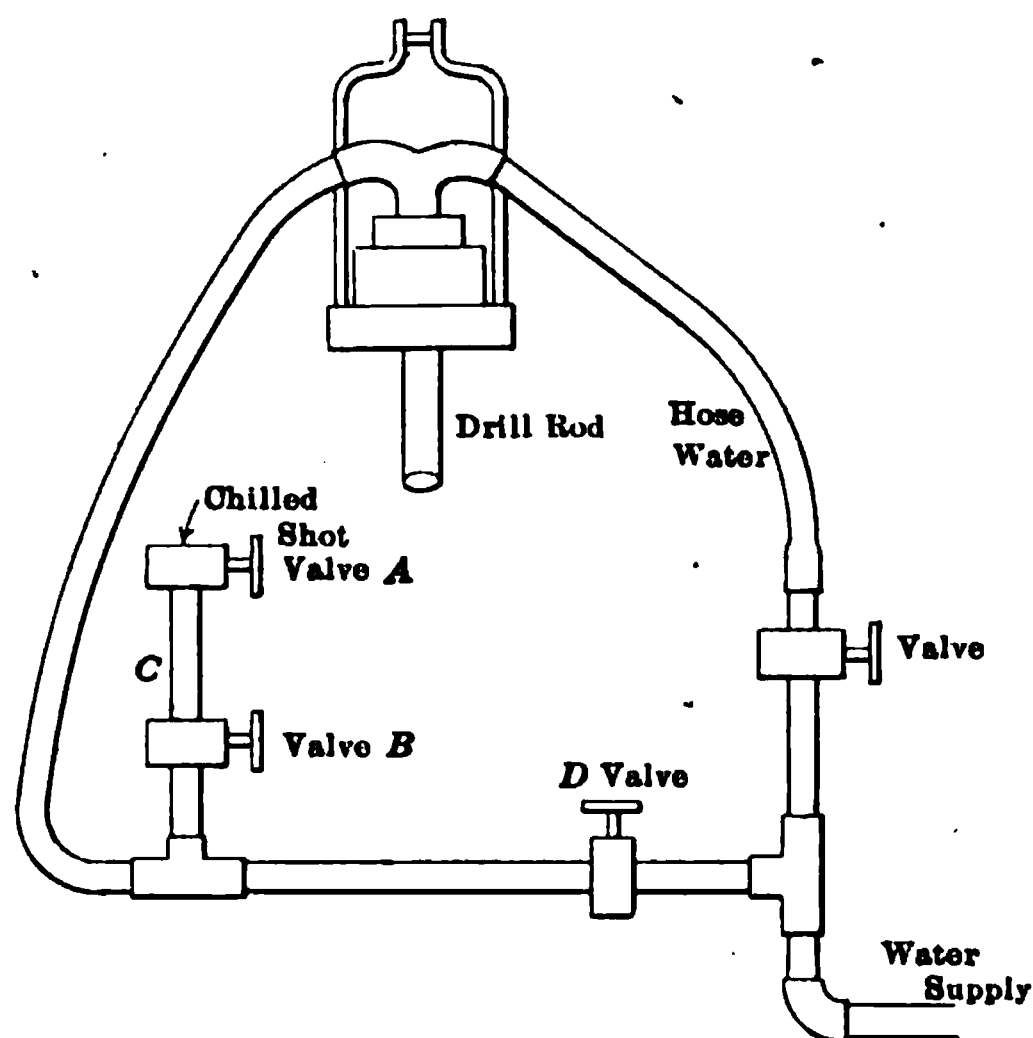 Drill Rod
Hose
Water
Chilled
Shot
Valve A
C
Valve
Valve B
D Valve
Water
Supply